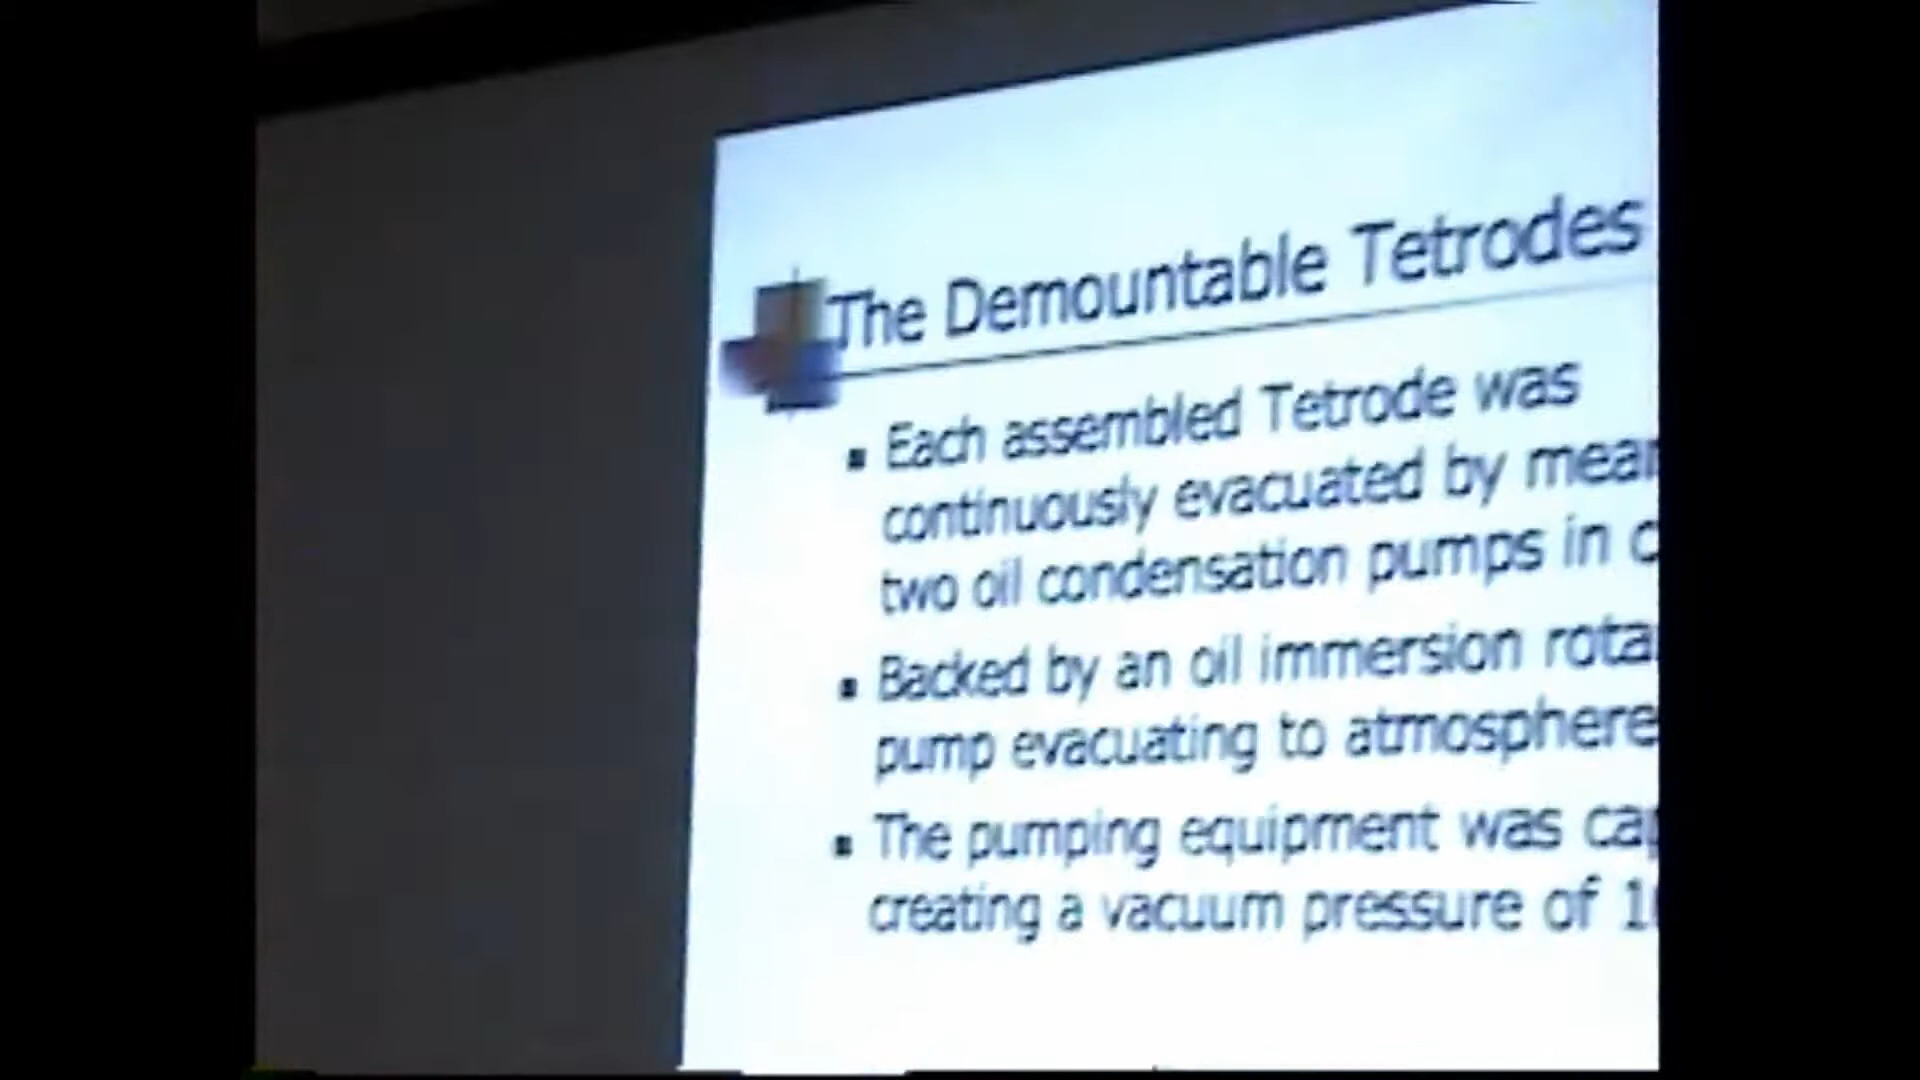 The Demountable Tetrodes
▪ Each assembled Tetrode was
continuously evacuated by
two oil condensation pumps in
▪ Backed by an oil immersion
pump evacuating to atmosphere
▪ The pumping equipment was
creating a vacuum pressure of